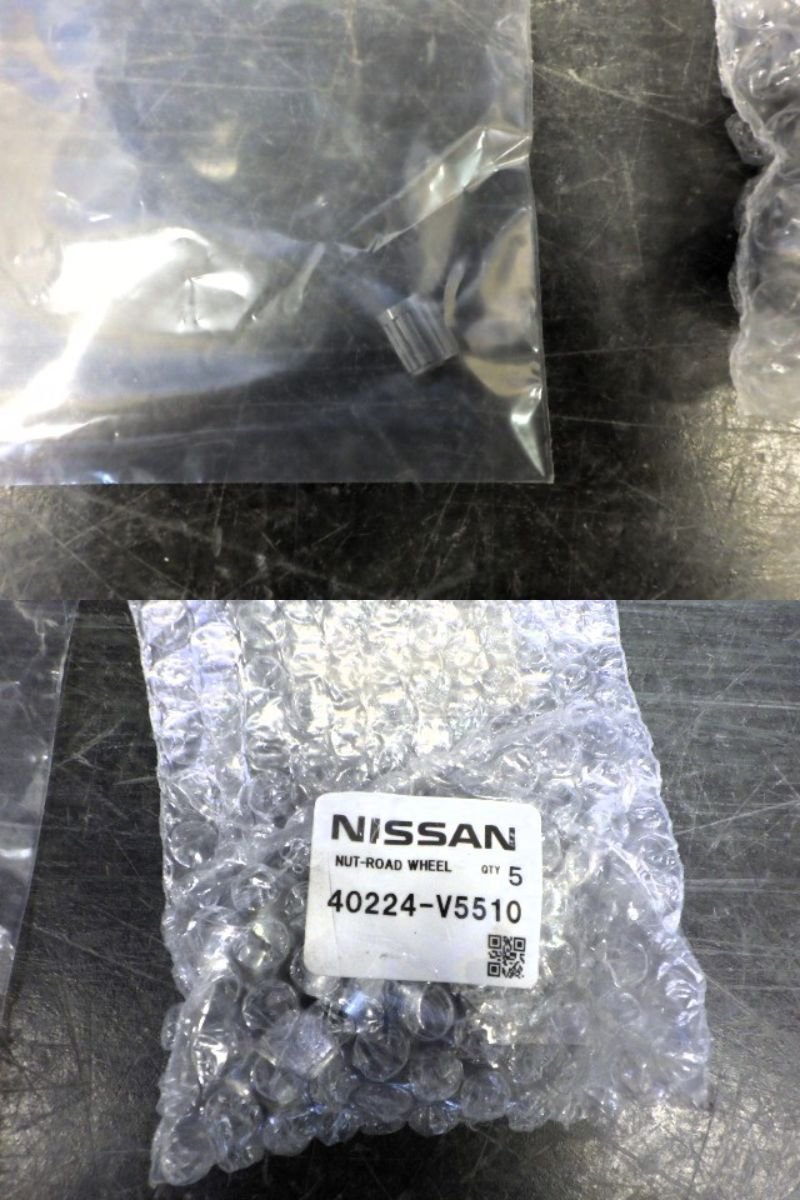 NISSAN
NUT-ROAD WHEEL QTY 5
40224-V5510